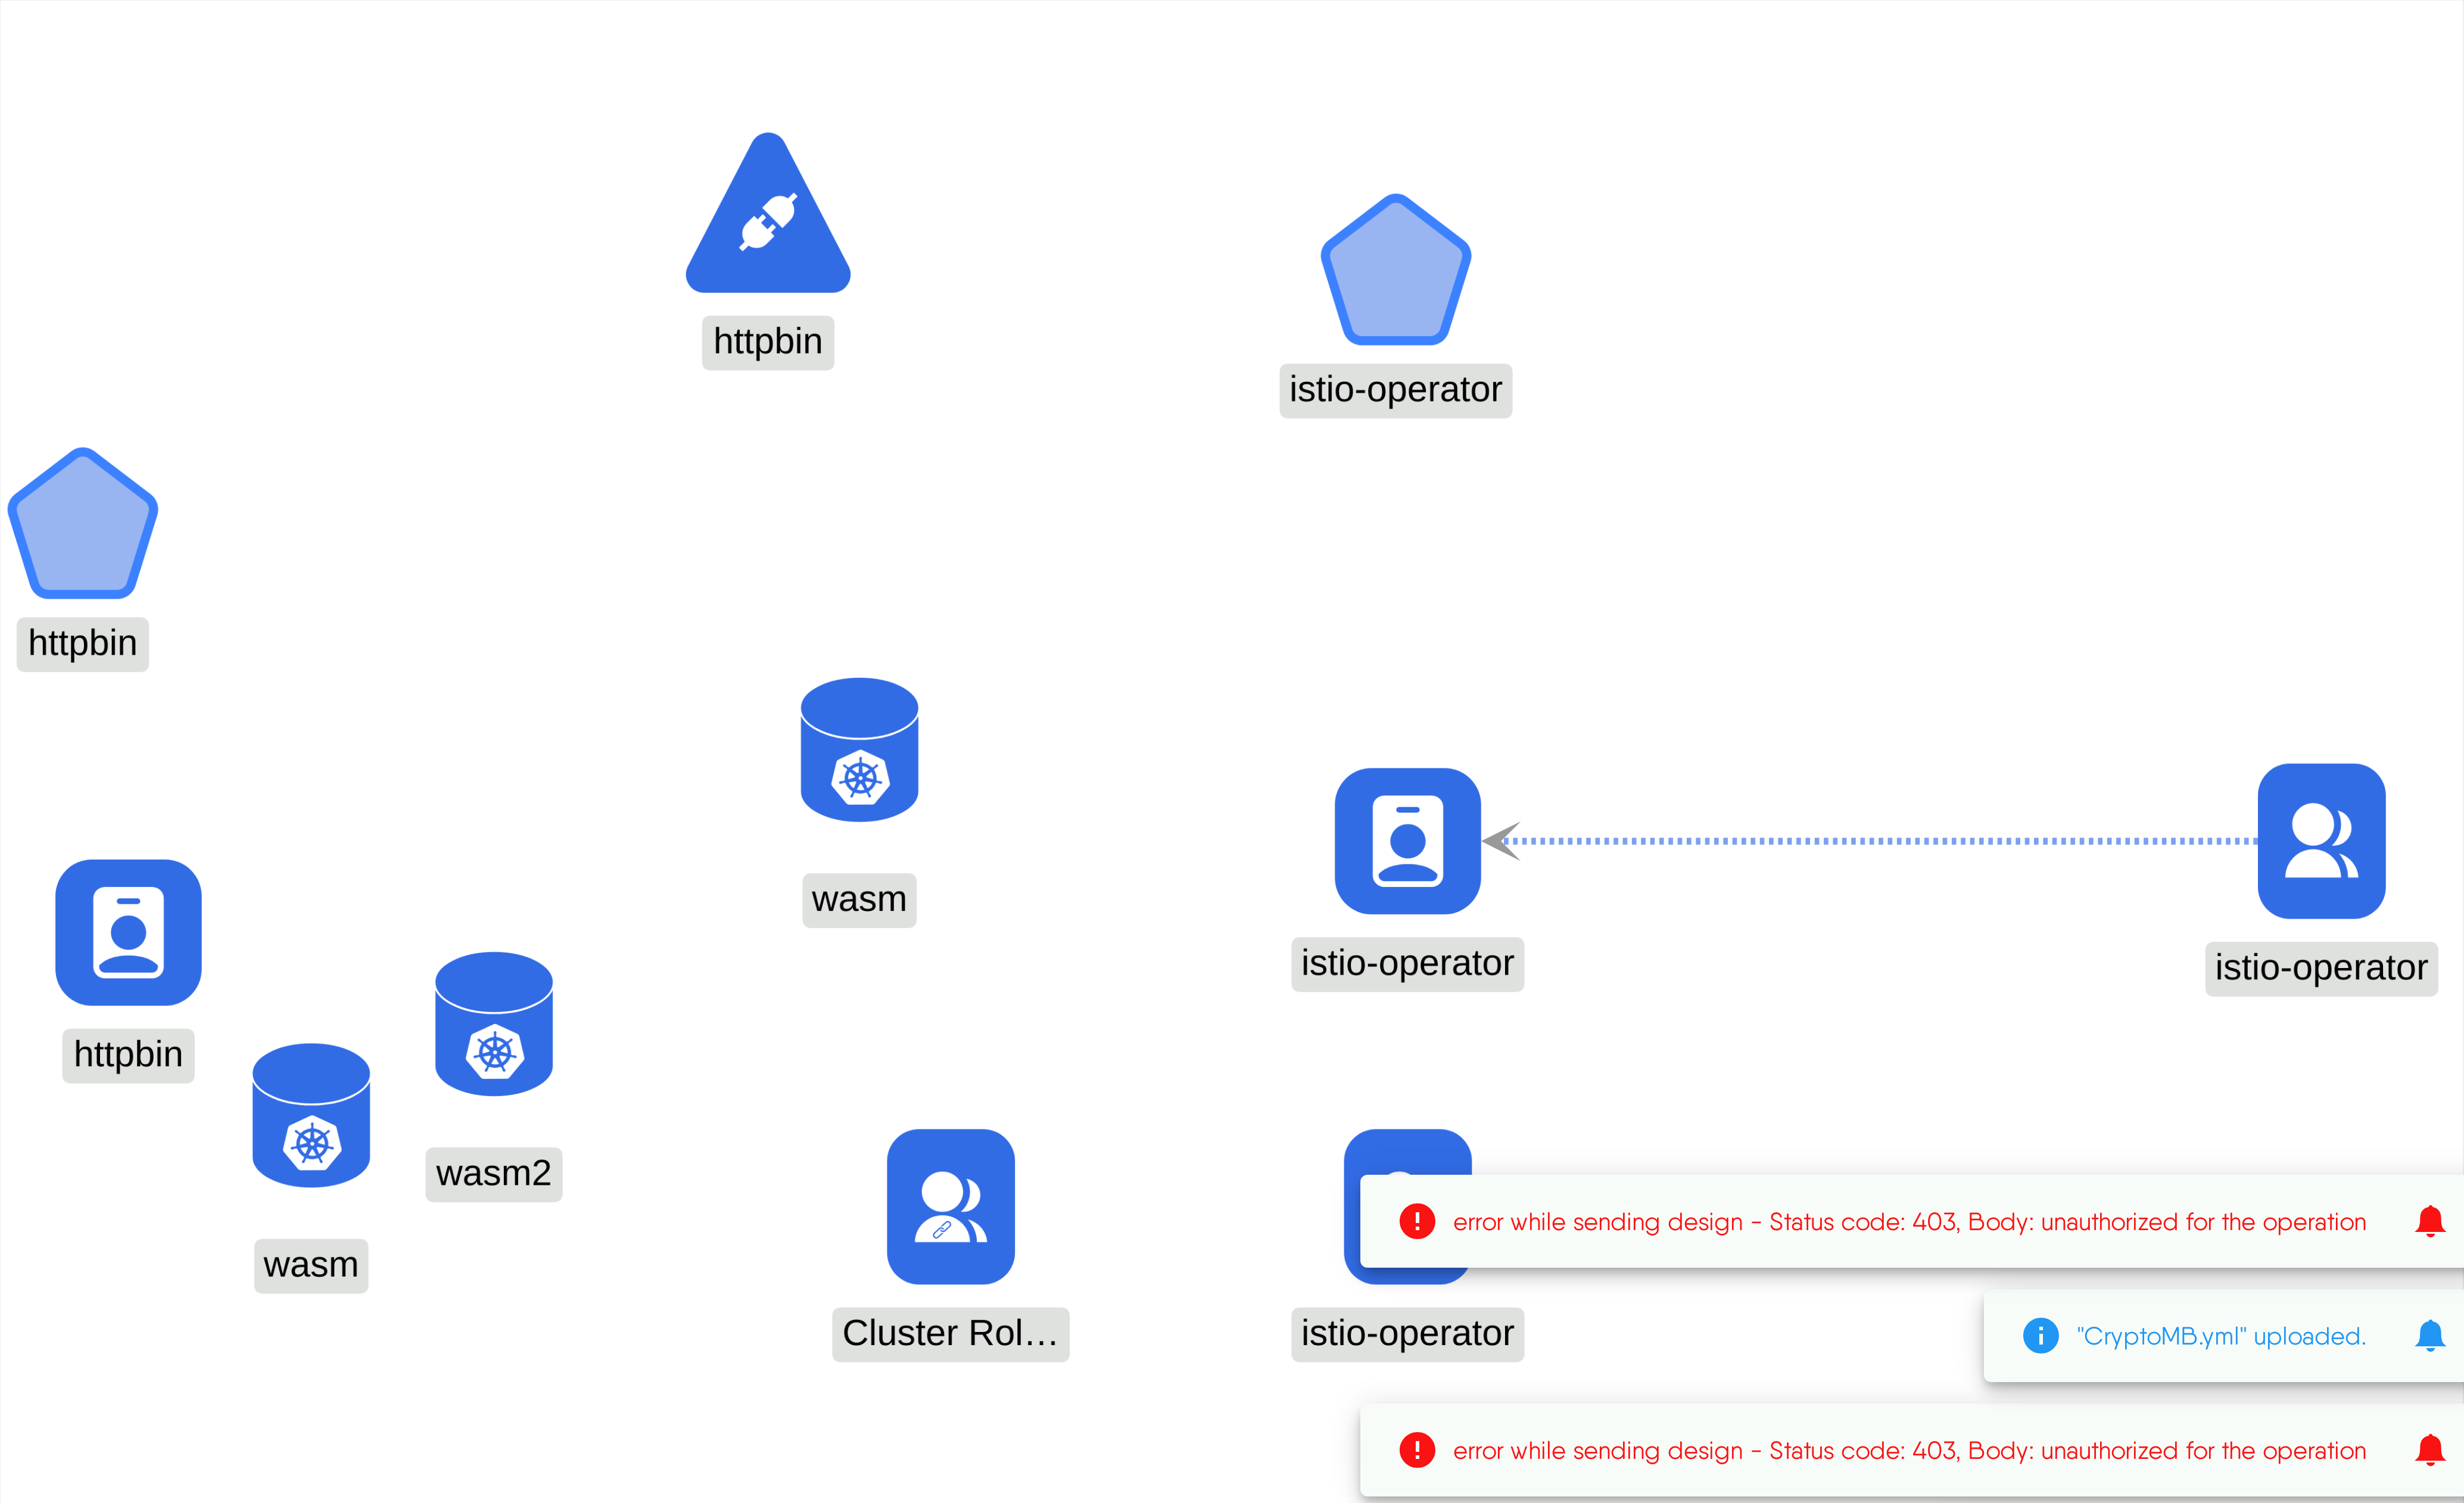 httpbin
istio-operator
httpbin
wasm
istio-operator
istio-operator
httpbin
wasm2
wasm
Cluster Rol...
istio-operator
error while sending design - Status code: 403, Body: unauthorized for the operation
"CryptoMB.yml" uploaded.
error while sending design - Status code: 403, Body: unauthorized for the operation